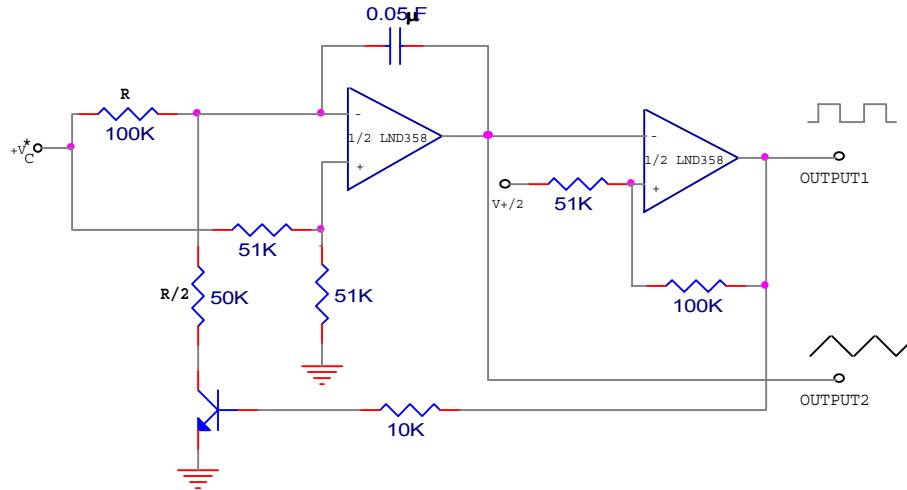 0.05μF
R
100K
+V*C
-
1/2 LND358
+
51K
R/2
50K
51K
V+/2
51K
-
1/2 LND358
+
100K
OUTPUT1
10K
OUTPUT2